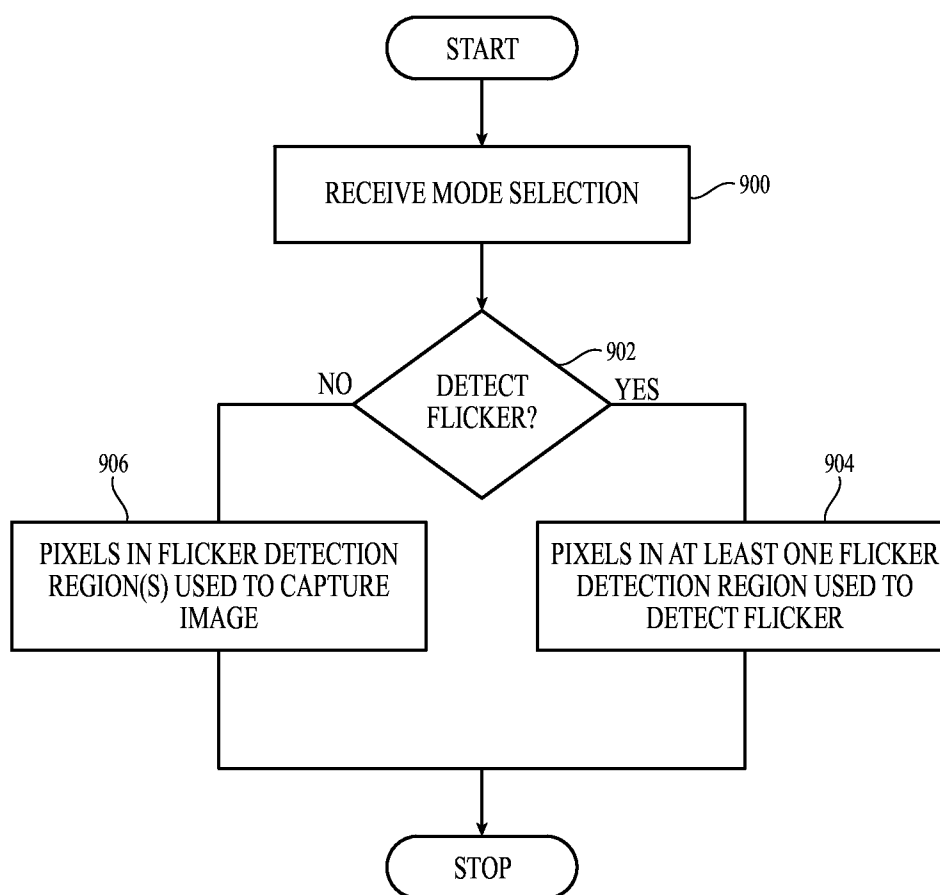 START
RECEIVE MODE SELECTION
900
902
DETECT
FLICKER?
NO
YES
906
904
PIXELS IN FLICKER DETECTION
REGION(S) USED TO CAPTURE
IMAGE
PIXELS IN AT LEAST ONE FLICKER
DETECTION REGION USED TO
DETECT FLICKER
STOP